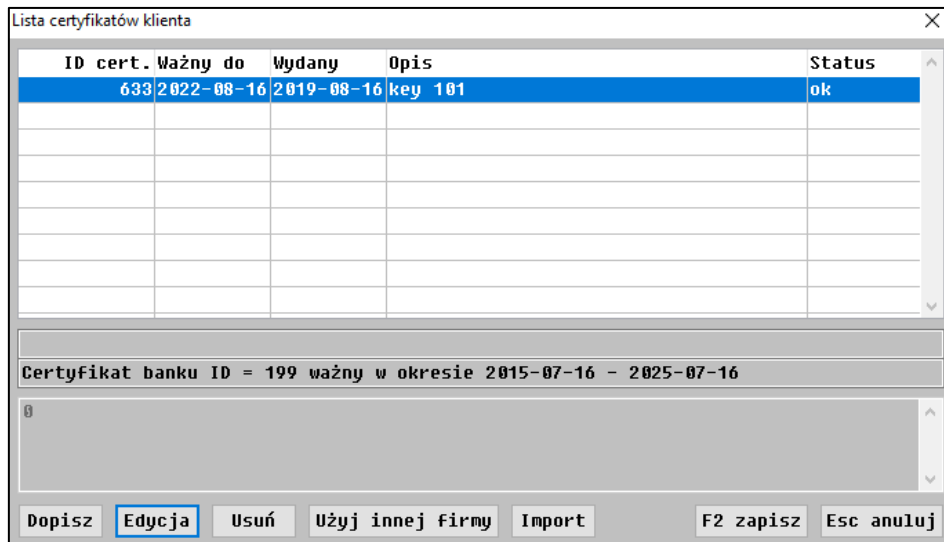 Lista certyfikatów klienta
ID cert. Ważny do Wydany Opis Status
633 2022-08-16 2019-08-16 key 101 ok
Certyfikat banku ID = 199 ważny w okresie 2015-07-16 - 2025-07-16
Dopisz Edycja Usuń Użyj innej firmy Import F2 zapisz Esc anuluj